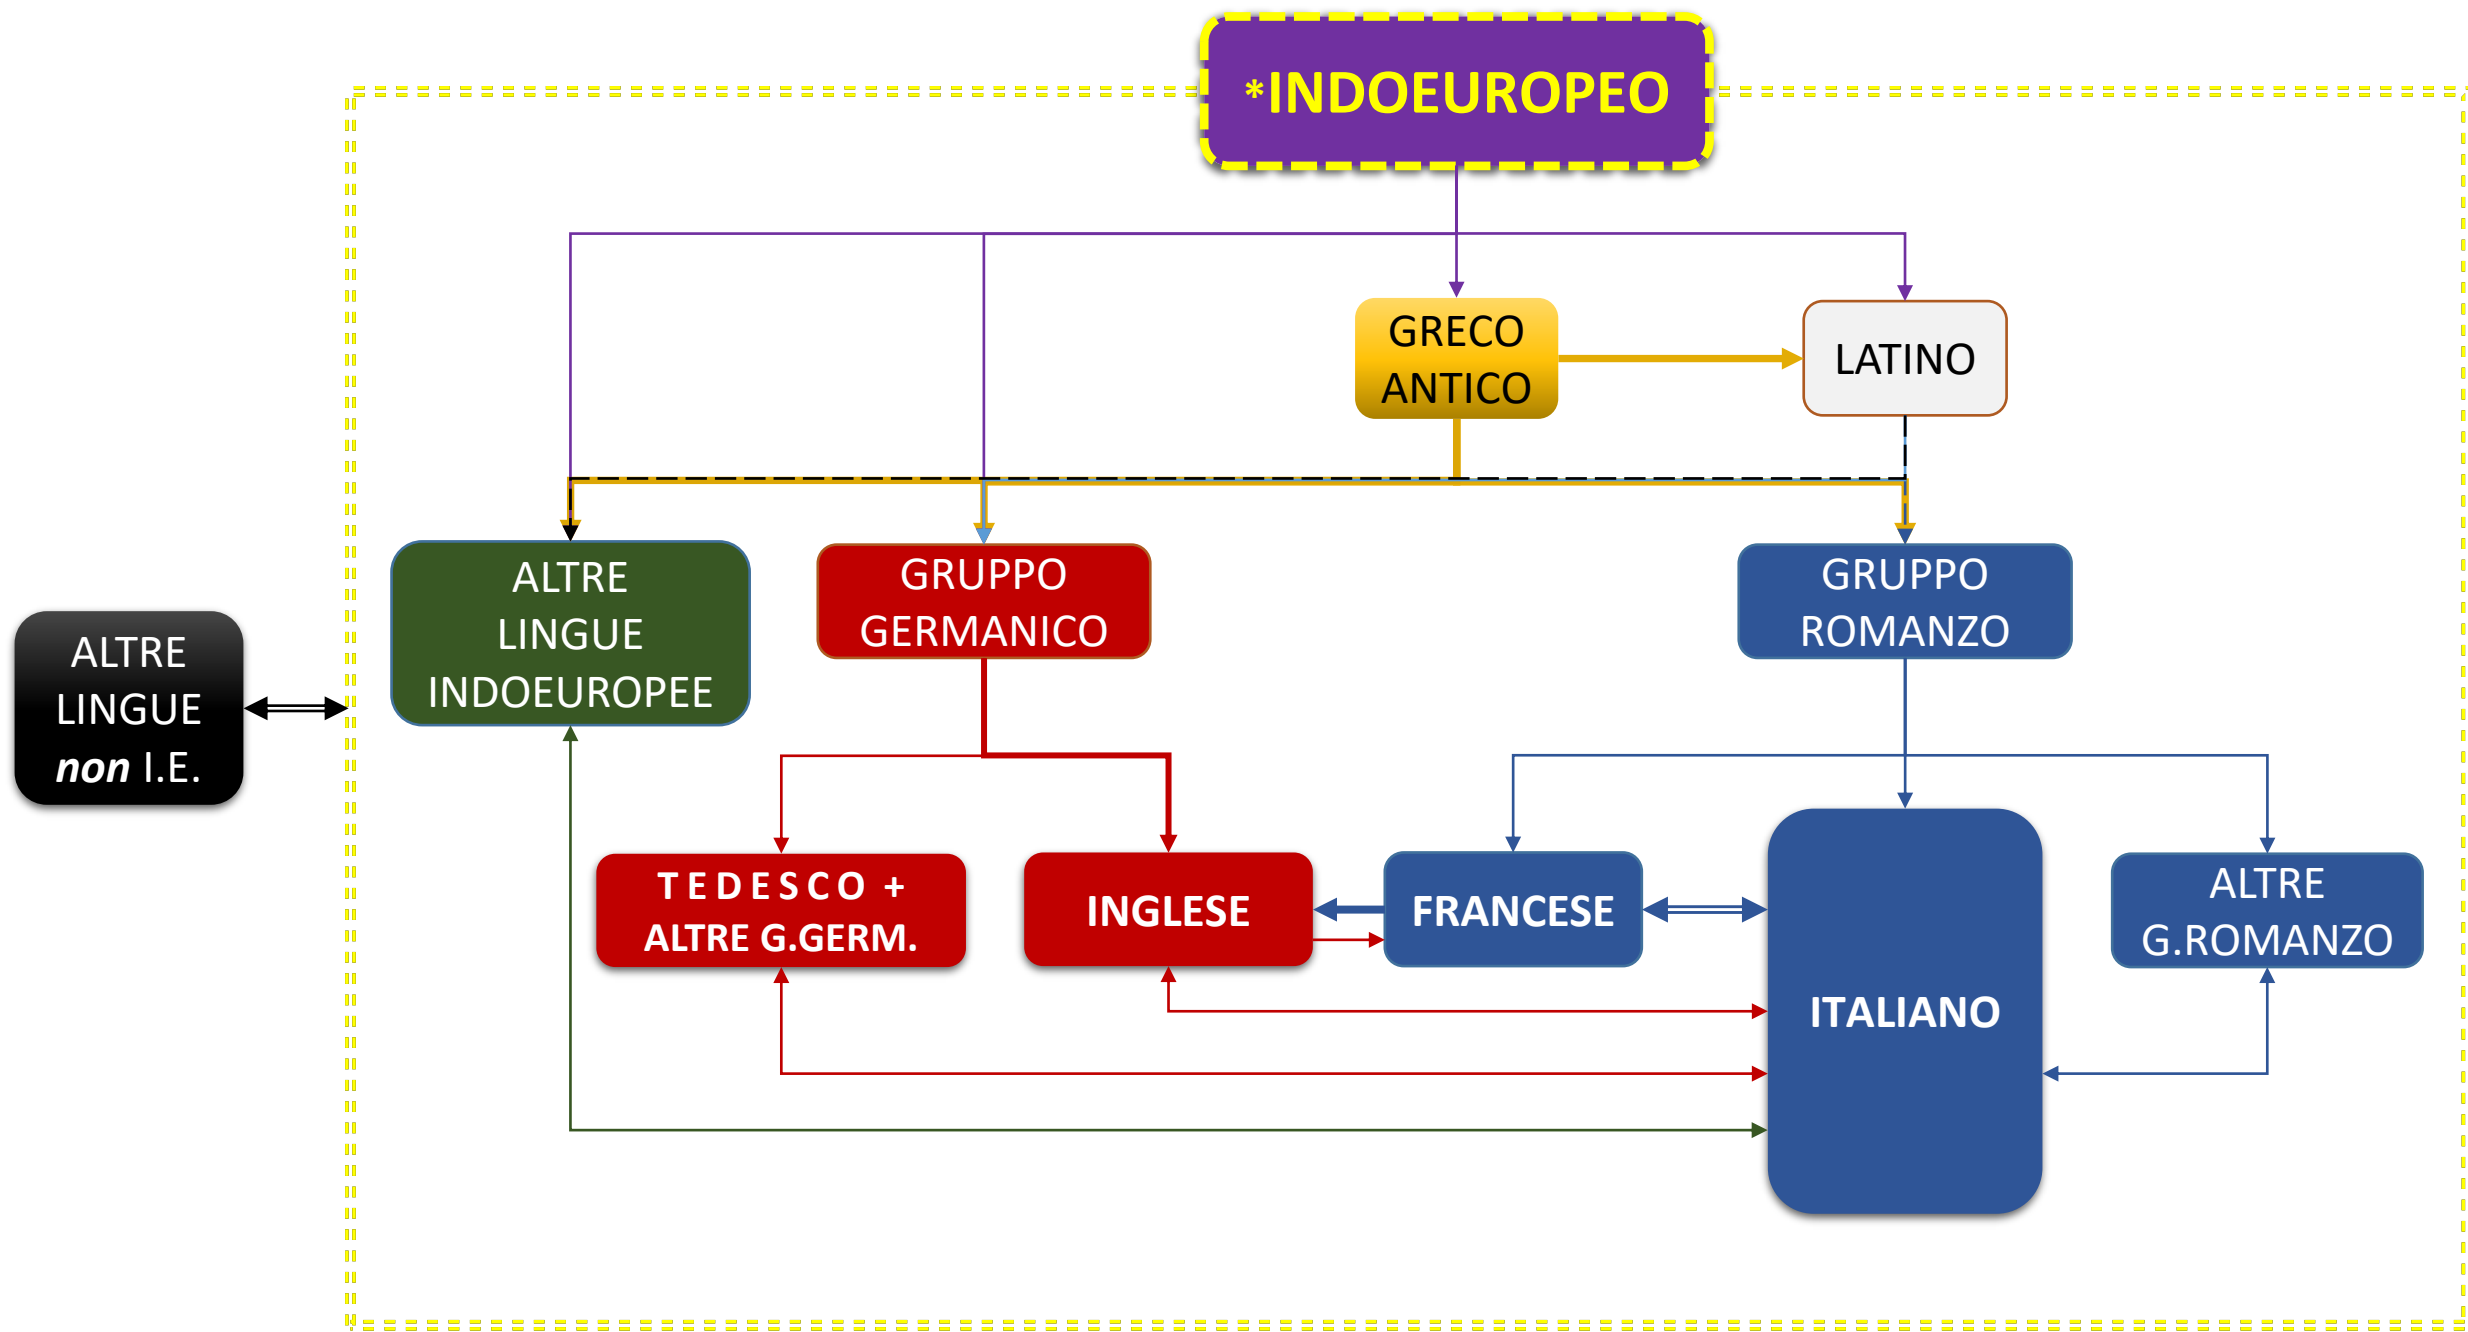 *INDOEUROPEO
GRECO
ANTICO
LATINO
ALTRE
LINGUE
INDOEUROPEE
GRUPPO
GERMANICO
GRUPPO
ROMANZO
ALTRE
LINGUE
non I.E.
TEDESCO +
ALTRE G.GERM.
INGLESE
FRANCESE
ITALIANO
ALTRE
G.ROMANZO